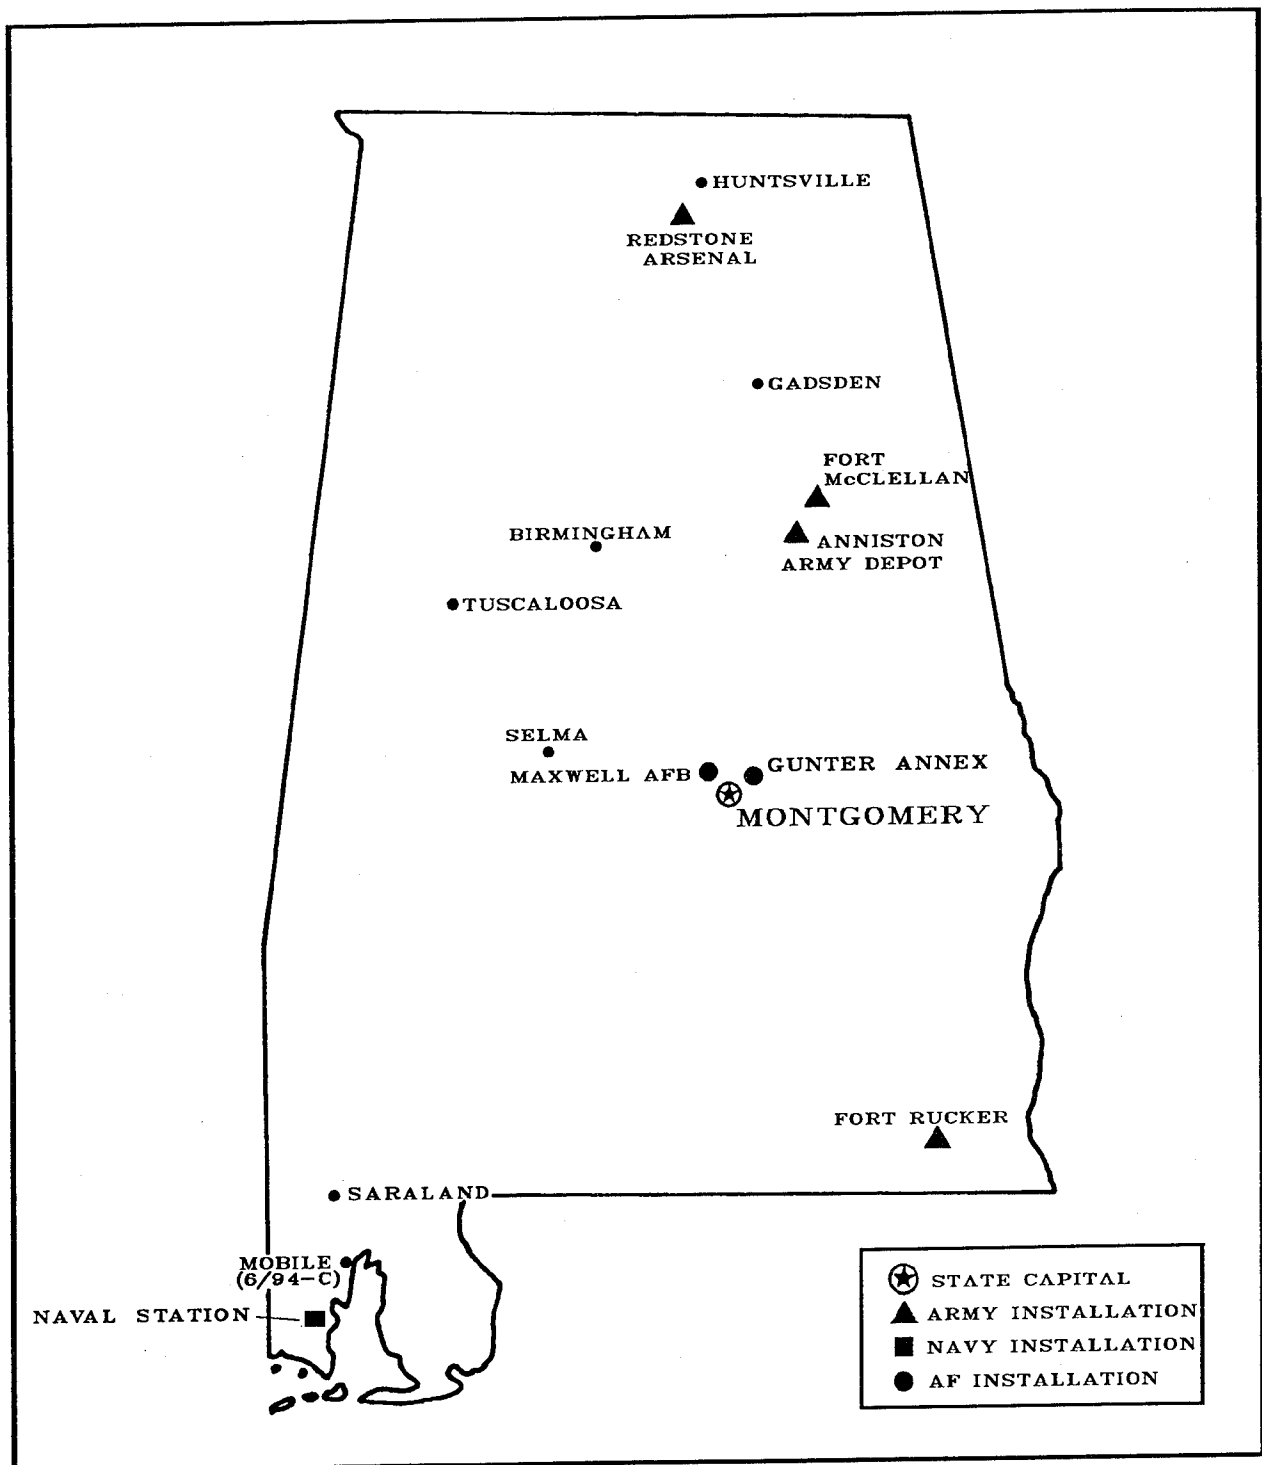 HUNTSVILLE
REDSTONE
ARSENAL
GADSDEN
FORT
McCLELLAN
BIRMINGHAM
ANNISTON
ARMY DEPOT
TUSCALOOSA
SELMA
MAXWELL AFB
GUNTER ANNEX
MONTGOMERY
FORT RUCKER
SARALAND
MOBILE
(6/94-C)
NAVAL STATION
STATE CAPITAL
ARMY INSTALLATION
NAVY INSTALLATION
AF INSTALLATION